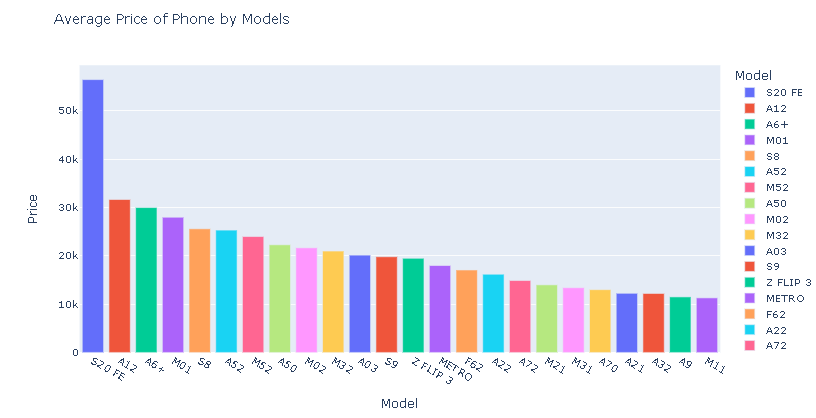 Average Price of Phone by Models
Price
50k
40k
30k
20k
10k
0
S20 FE
A12
A6+
M01
S8
A52
M52
A50
M02
M32
A03
S9
Z FLIP 3
METRO
F62
A22
A72
M21
M31
A70
A21
A32
A9
M11
Model
Model
S20 FE
A12
A6+
M01
S8
A52
M52
A50
M02
M32
A03
S9
Z FLIP 3
METRO
F62
A22
A72